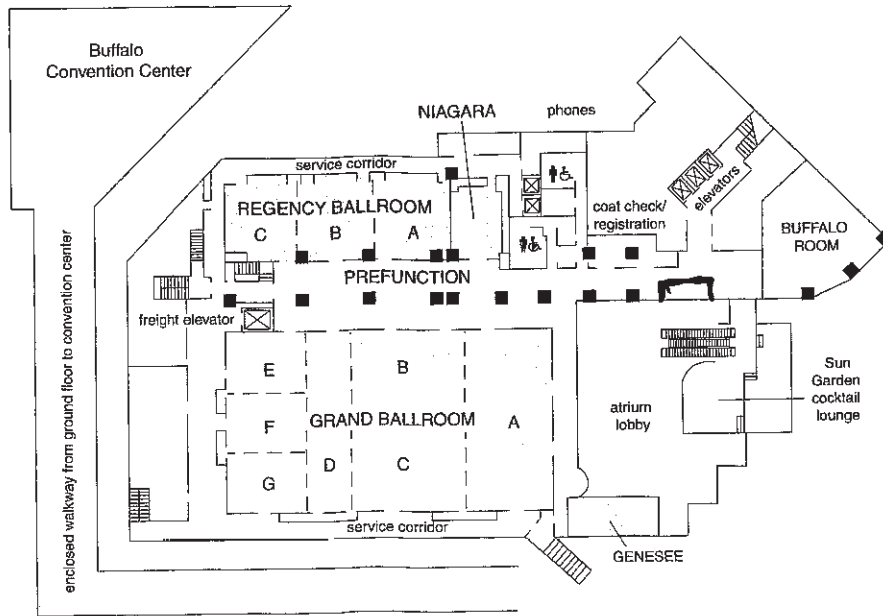 Buffalo
Convention Center
NIAGARA
phones
service corridor
REGENCY BALLROOM
C
B
A
elevators
coat check/
registration
BUFFALO
ROOM
PREFUNCTION
freight elevator
enclosed walkway from ground floor to convention center
E
B
F
GRAND BALLROOM
A
D
C
G
atrium
lobby
Sun
Garden
cocktail
lounge
service corridor
GENESEE